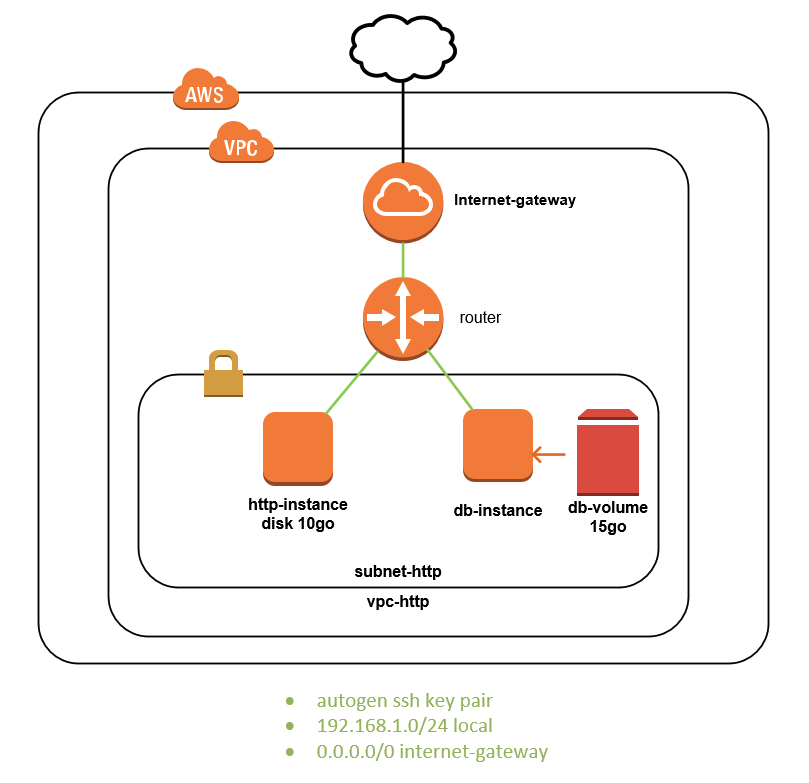 AWS
VPC
Internet-gateway
router
http-instance
disk 10go
db-instance
db-volume
15go
subnet-http
vpc-http
• autogen ssh key pair
• 192.168.1.0/24 local
• 0.0.0.0/0 internet-gateway